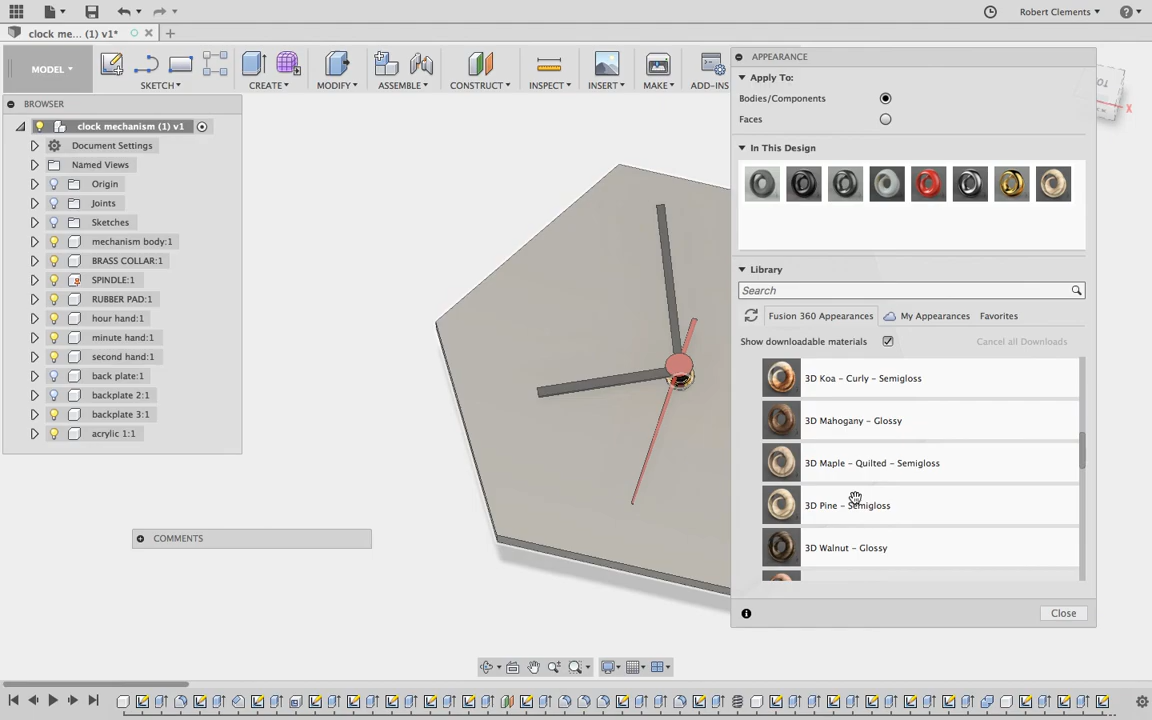 Robert Clements
clock me... (1) v1*
MODEL
SKETCH
CREATE
MODIFY
ASSEMBLE
CONSTRUCT
INSPECT
INSERT
MAKE
ADD-INS
BROWSER
clock mechanism (1) v1
Document Settings
Named Views
Origin
Joints
Sketches
mechanism body:1
BRASS COLLAR:1
SPINDLE:1
RUBBER PAD:1
hour hand:1
minute hand:1
second hand:1
back plate:1
backplate 2:1
backplate 3:1
acrylic 1:1
COMMENTS
APPEARANCE
Apply To:
Bodies/Components
Faces
In This Design
Library
Search
Fusion 360 Appearances
My Appearances
Favorites
Show downloadable materials
Cancel all Downloads
3D Koa - Curly - Semigloss
3D Mahogany - Glossy
3D Maple - Quilted - Semigloss
3D Pine - Semigloss
3D Walnut - Glossy
Close
X